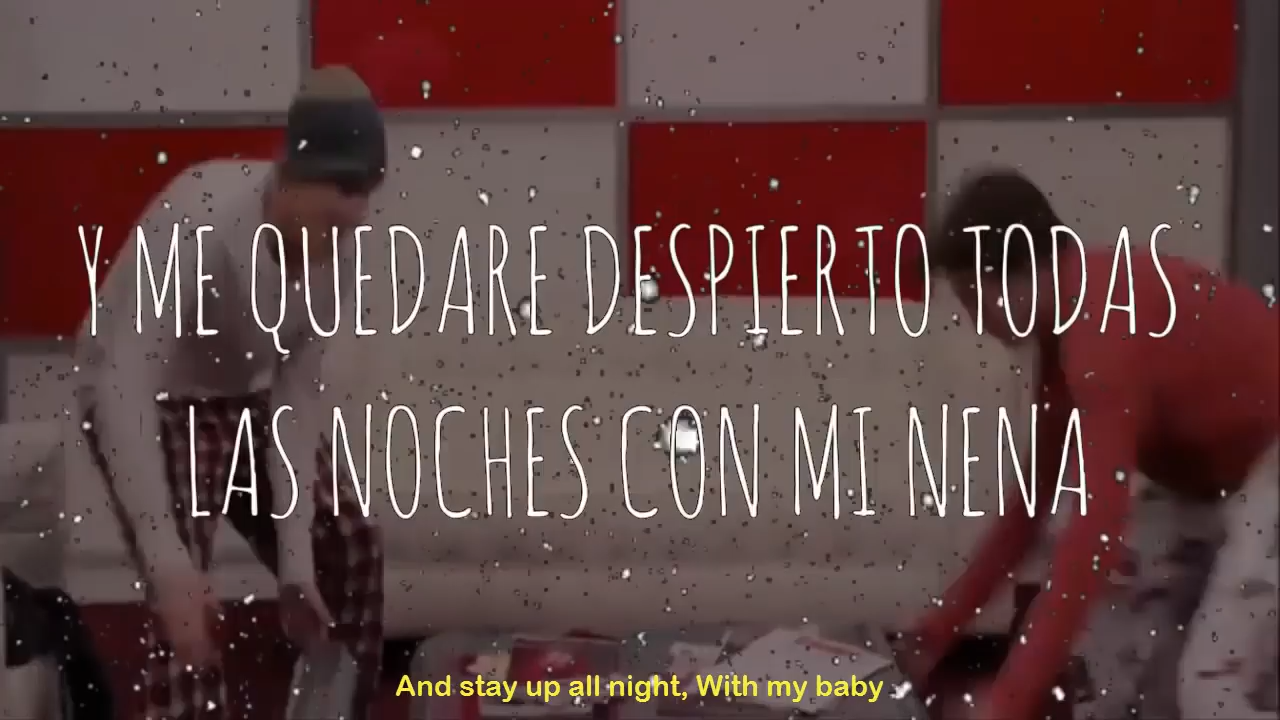 Y ME QUEDARE DESPIERTO TODAS
LAS NOCHES CON MI NENA
And stay up all night, With my baby